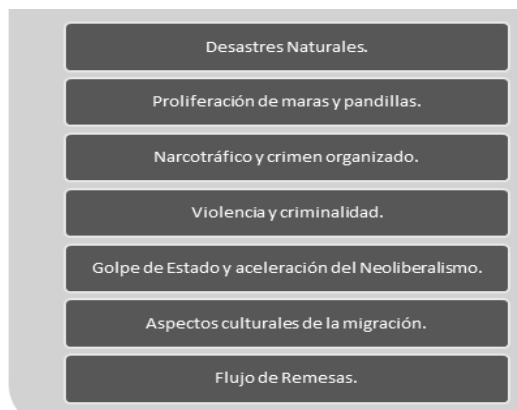 Desastres Naturales.
Proliferación de maras y pandillas.
Narcotráfico y crimen organizado.
Violencia y criminalidad.
Golpe de Estado y aceleración del Neoliberalismo.
Aspectos culturales de la migración.
Flujo de Remesas.